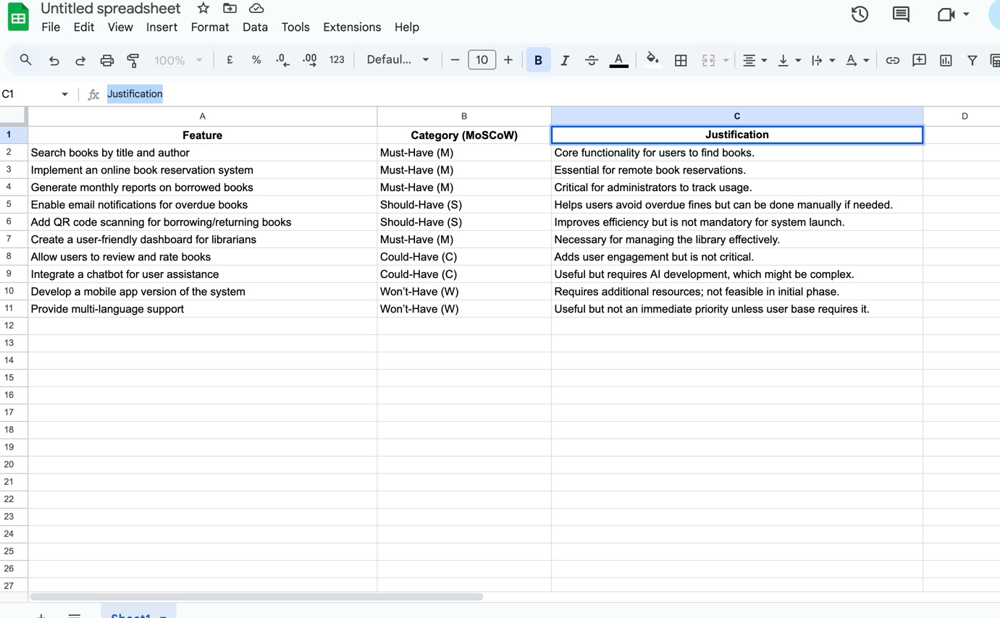 Untitled spreadsheet
File Edit View Insert Format Data Tools Extensions Help
100% £ % .0 .00 123 Defaul... 10 B I A
C1 Justification
A B C D
1 Feature Category (MoSCoW) Justification
2 Search books by title and author Must-Have (M) Core functionality for users to find books.
3 Implement an online book reservation system Must-Have (M) Essential for remote book reservations.
4 Generate monthly reports on borrowed books Must-Have (M) Critical for administrators to track usage.
5 Enable email notifications for overdue books Should-Have (S) Helps users avoid overdue fines but can be done manually if needed.
6 Add QR code scanning for borrowing/returning books Should-Have (S) Improves efficiency but is not mandatory for system launch.
7 Create a user-friendly dashboard for librarians Must-Have (M) Necessary for managing the library effectively.
8 Allow users to review and rate books Could-Have (C) Adds user engagement but is not critical.
9 Integrate a chatbot for user assistance Could-Have (C) Useful but requires AI development, which might be complex.
10 Develop a mobile app version of the system Won’t-Have (W) Requires additional resources; not feasible in initial phase.
11 Provide multi-language support Won’t-Have (W) Useful but not an immediate priority unless user base requires it.
12
13
14
15
16
17
18
19
20
21
22
23
24
25
26
27
Sheet1